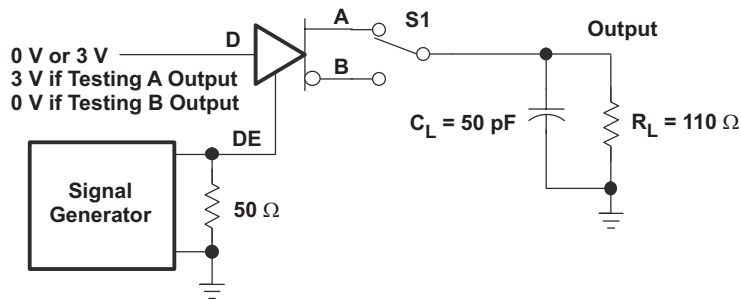 A
S1
Output
D
0 V or 3 V
3 V if Testing A Output
0 V if Testing B Output
B
DE
C_L = 50 pF
R_L = 110 Ω
Signal
Generator
50 Ω